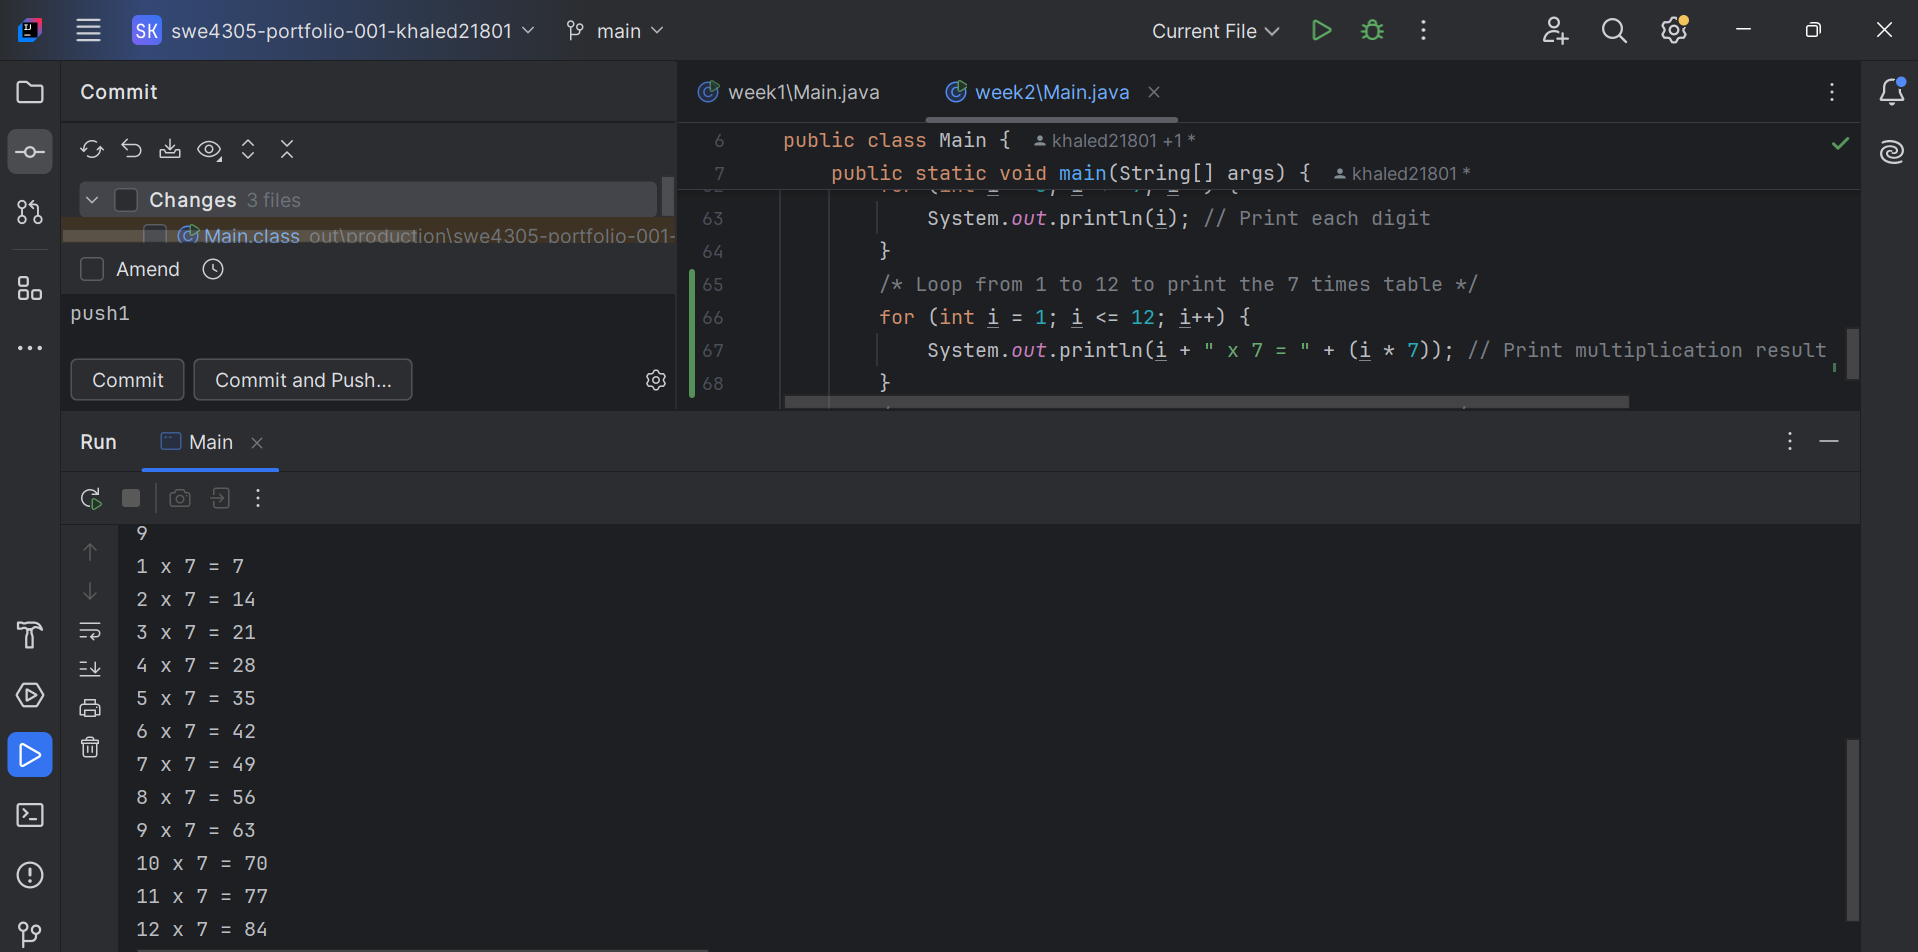 SK swe4305-portfolio-001-khaled21801 main Current File
Commit
week1\Main.java week2\Main.java
Changes 3 files
Main.class out\production\swe4305-portfolio-001-
Amend
push1
Commit Commit and Push...
6 public class Main { khaled21801 +1 *
7 public static void main(String[] args) { khaled21801 *
63 System.out.println(i); // Print each digit
64 }
65 /* Loop from 1 to 12 to print the 7 times table */
66 for (int i = 1; i <= 12; i++) {
67 System.out.println(i + " x 7 = " + (i * 7)); // Print multiplication result
68 }
Run Main
9
1 x 7 = 7
2 x 7 = 14
3 x 7 = 21
4 x 7 = 28
5 x 7 = 35
6 x 7 = 42
7 x 7 = 49
8 x 7 = 56
9 x 7 = 63
10 x 7 = 70
11 x 7 = 77
12 x 7 = 84